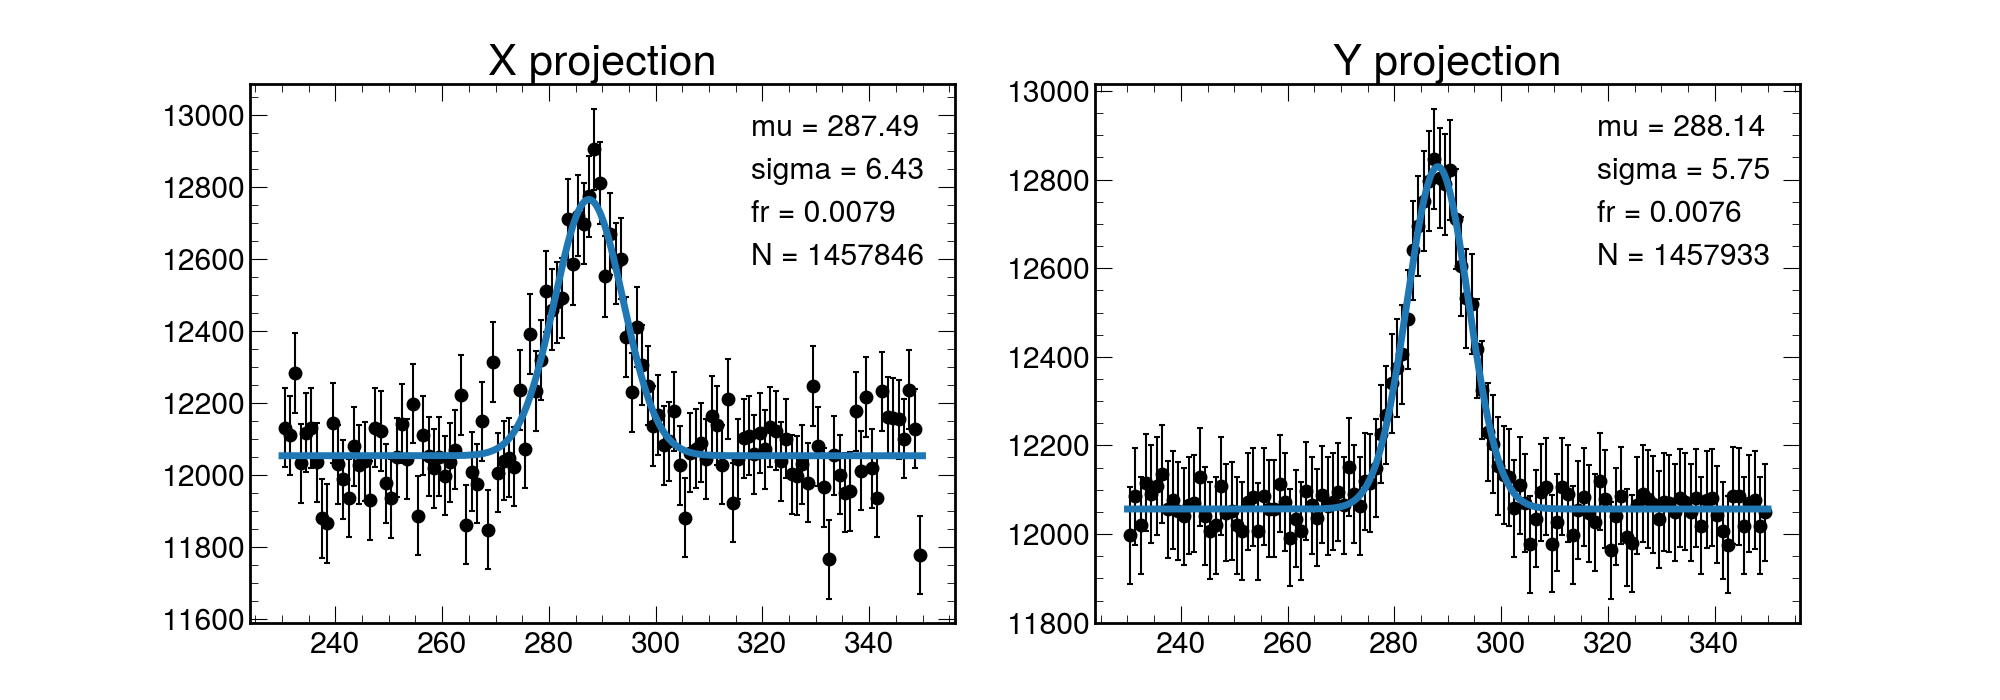 X projection
mu = 287.49
sigma = 6.43
fr = 0.0079
N = 1457846
13000
12800
12600
12400
12200
12000
11800
11600
240 260 280 300 320 340
Y projection
mu = 288.14
sigma = 5.75
fr = 0.0076
N = 1457933
13000
12800
12600
12400
12200
12000
11800
240 260 280 300 320 340